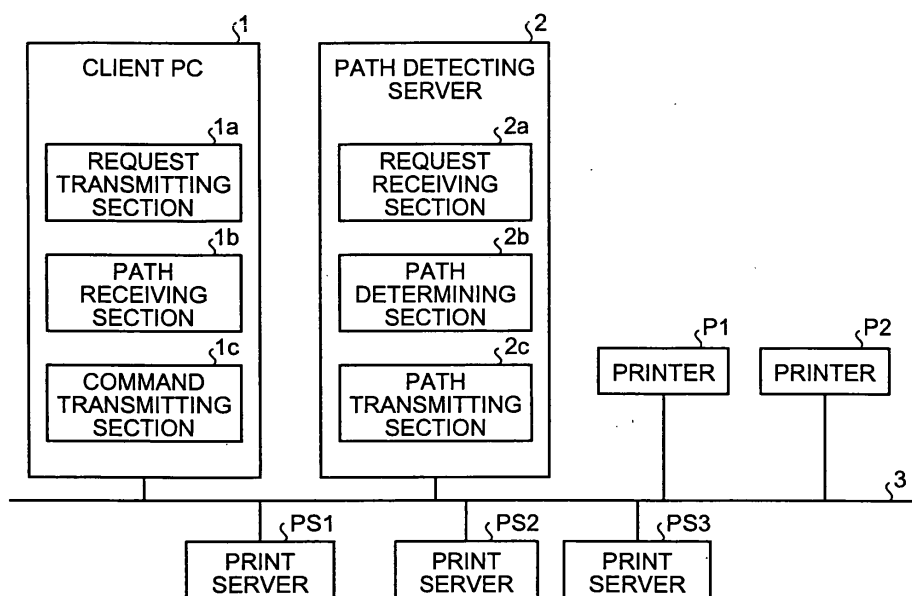 1
CLIENT PC
1a
REQUEST
TRANSMITTING
SECTION
1b
PATH
RECEIVING
SECTION
1c
COMMAND
TRANSMITTING
SECTION
2
PATH DETECTING
SERVER
2a
REQUEST
RECEIVING
SECTION
2b
PATH
DETERMINING
SECTION
2c
PATH
TRANSMITTING
SECTION
P1
PRINTER
P2
PRINTER
3
PS1
PRINT
SERVER
PS2
PRINT
SERVER
PS3
PRINT
SERVER